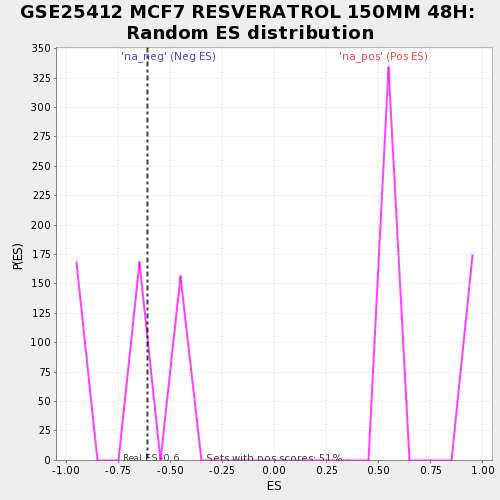 GSE25412 MCF7 RESVERATROL 150MM 48H:
Random ES distribution
'na_neg' (Neg ES)
'na_pos' (Pos ES)
350
325
300
275
250
225
200
175
150
125
100
75
50
25
0
P(ES)
Real ES -0.6
Sets with pos scores: 51%
-1.00 -0.75 -0.50 -0.25 0.00 0.25 0.50 0.75 1.00
ES